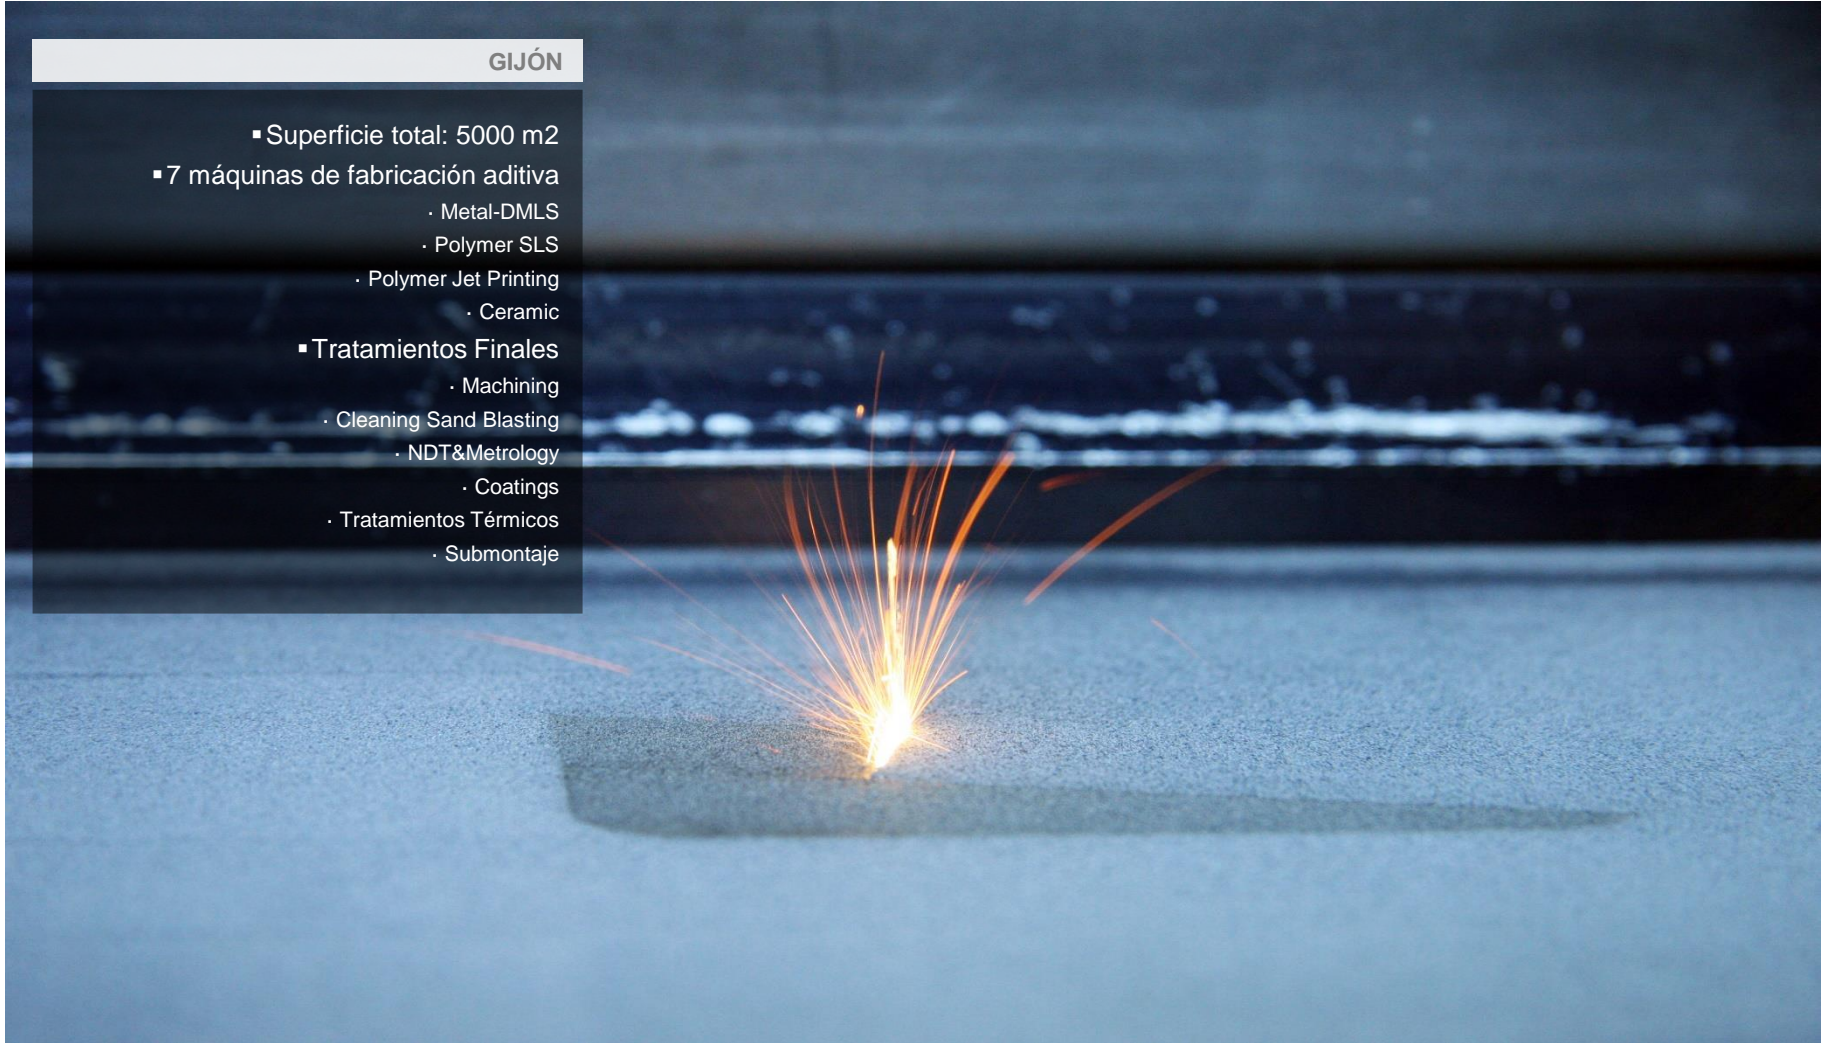 GIJÓN
▪Superficie total: 5000 m2
▪7 máquinas de fabricación aditiva
· Metal-DMLS
· Polymer SLS
· Polymer Jet Printing
· Ceramic
▪Tratamientos Finales
· Machining
· Cleaning Sand Blasting
· NDT&Metrology
· Coatings
· Tratamientos Térmicos
· Submontaje